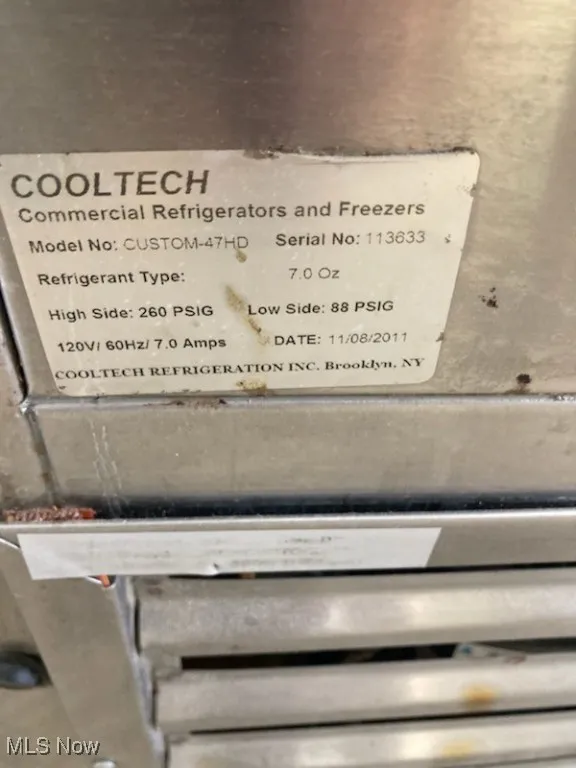 COOLTECH
Commercial Refrigerators and Freezers
Model No: CUSTOM-47HD Serial No: 113633
Refrigerant Type: 7.0 Oz
High Side: 260 PSIG Low Side: 88 PSIG
120V/ 60Hz/ 7.0 Amps DATE: 11/08/2011
COOLTECH REFRIGERATION INC. Brooklyn, NY
MLS Now